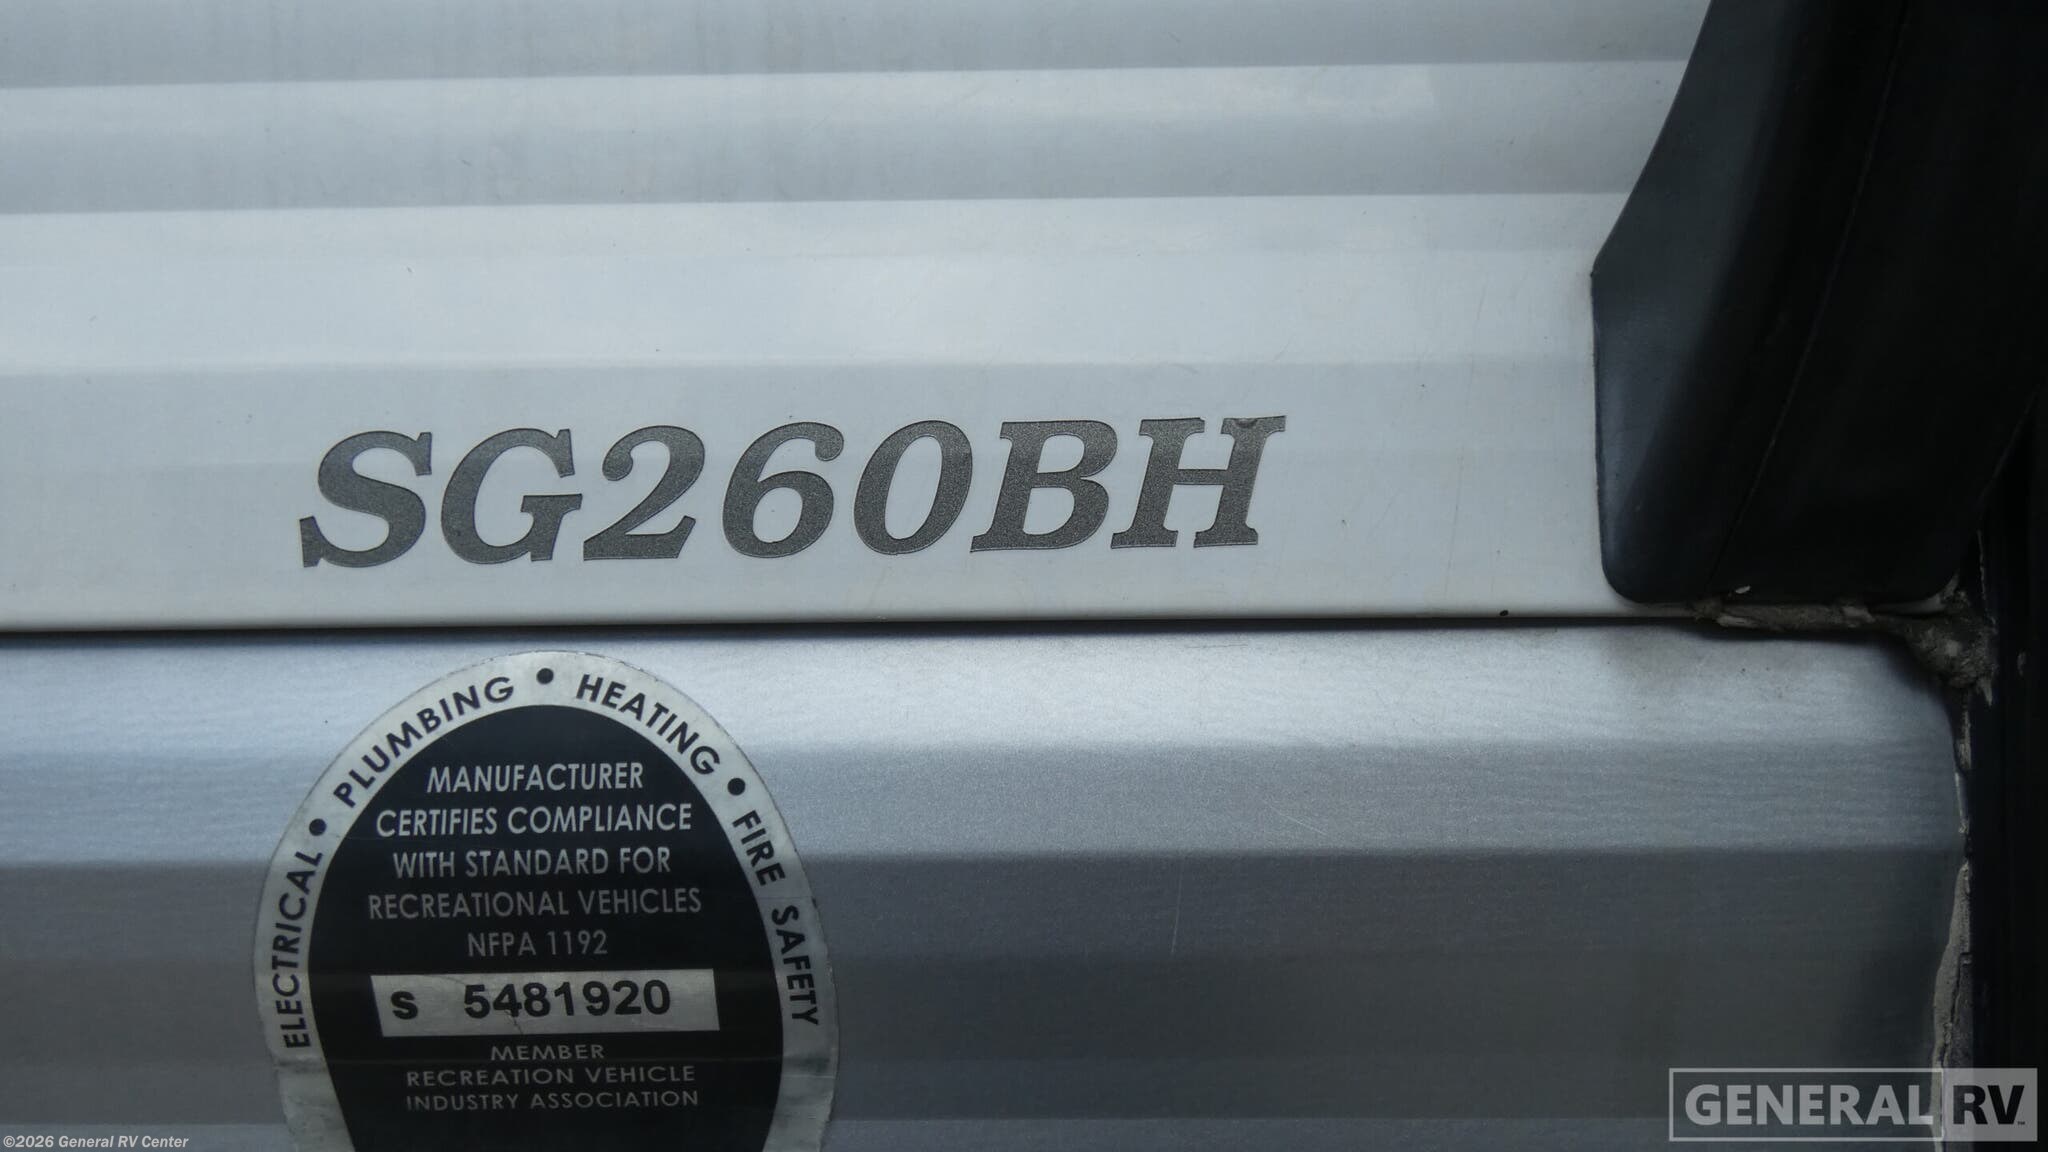 SG260BH
ELECTRICAL • PLUMBING • HEATING • FIRE SAFETY
MANUFACTURER
CERTIFIES COMPLIANCE
WITH STANDARD FOR
RECREATIONAL VEHICLES
NFPA 1192
S 5481920
MEMBER
RECREATION VEHICLE
INDUSTRY ASSOCIATION
GENERAL RV™
©2026 General RV Center